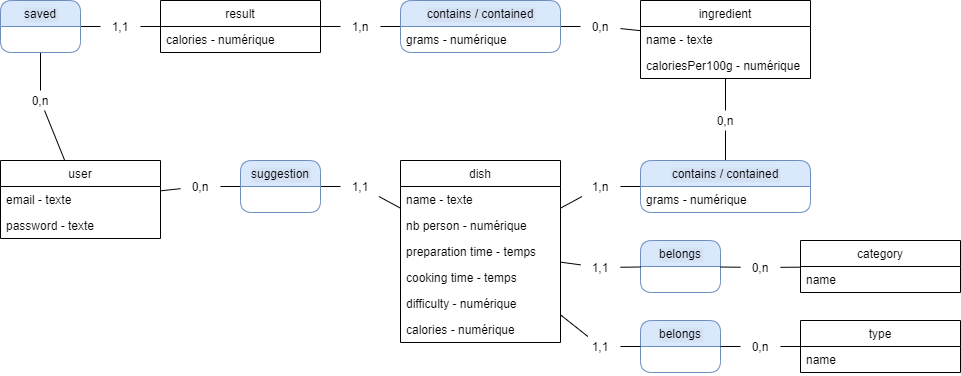 saved
1,1
result
calories - numérique
1,n
contains / contained
grams - numérique
0,n
ingredient
name - texte
caloriesPer100g - numérique
0,n
0,n
user
email - texte
password - texte
0,n
suggestion
1,1
dish
name - texte
nb person - numérique
preparation time - temps
cooking time - temps
difficulty - numérique
calories - numérique
1,n
contains / contained
grams - numérique
1,1
belongs
0,n
category
name
1,1
belongs
0,n
type
name